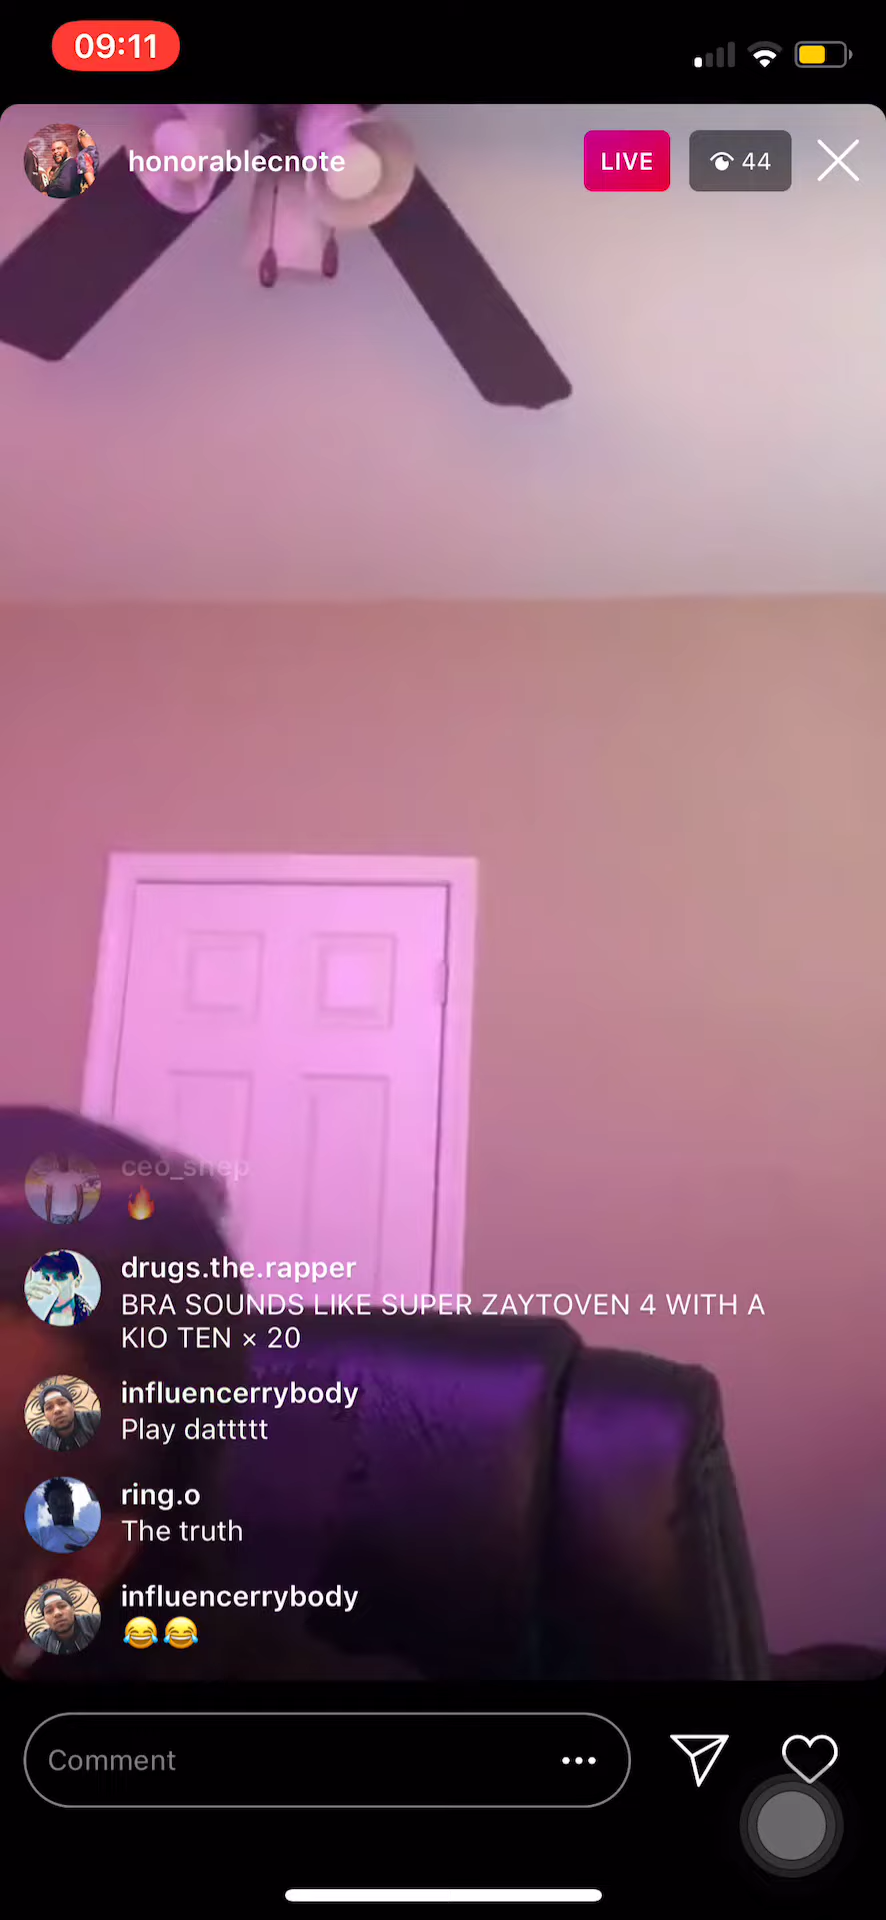 09:11
honorablecnote
LIVE
44
ceo_shep
🔥
drugs.the.rapper
BRA SOUNDS LIKE SUPER ZAYTOVEN 4 WITH A
KIO TEN × 20
influencerrybody
Play dattttt
ring.o
The truth
influencerrybody
😂😂
Comment